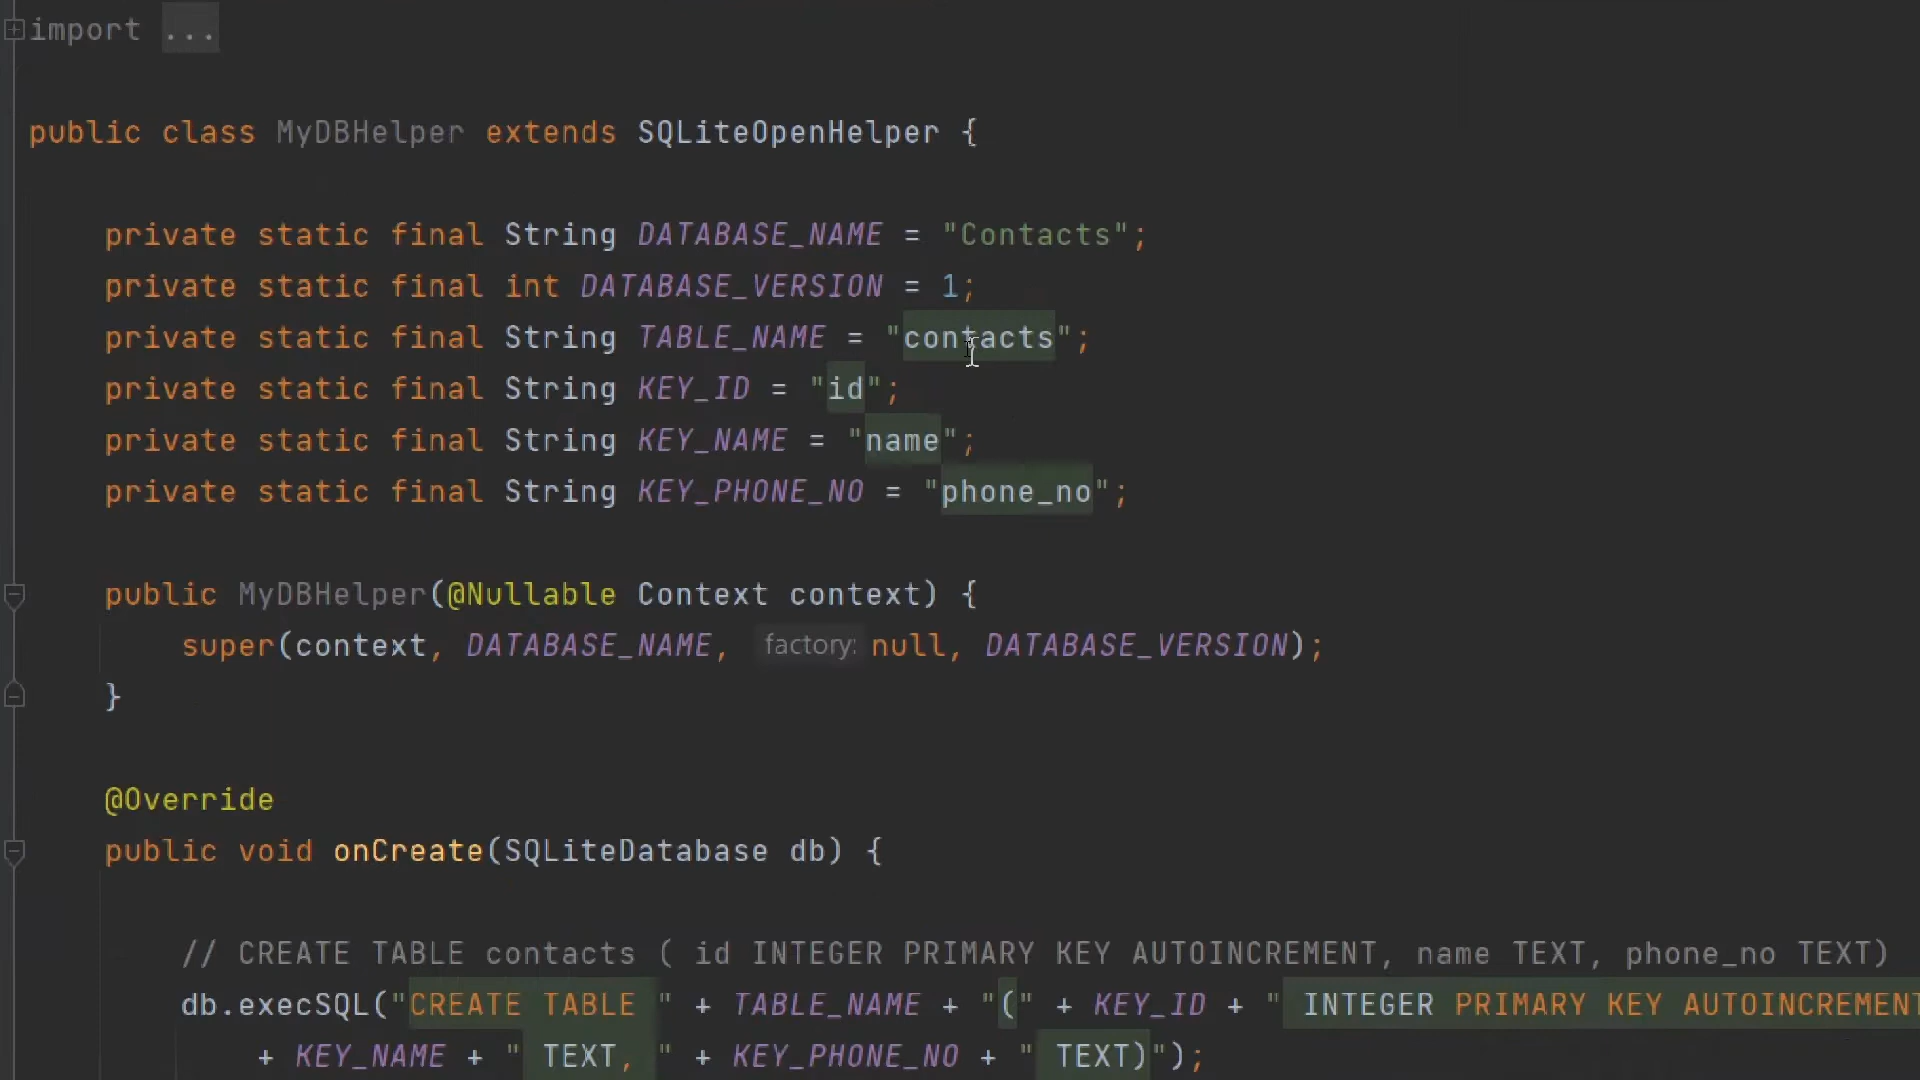 import ...
public class MyDBHelper extends SQLiteOpenHelper {
private static final String DATABASE_NAME = "Contacts";
private static final int DATABASE_VERSION = 1;
private static final String TABLE_NAME = "contacts";
private static final String KEY_ID = "id";
private static final String KEY_NAME = "name";
private static final String KEY_PHONE_NO = "phone_no";
public MyDBHelper(@Nullable Context context) {
super(context, DATABASE_NAME, factory: null, DATABASE_VERSION);
}
@Override
public void onCreate(SQLiteDatabase db) {
// CREATE TABLE contacts ( id INTEGER PRIMARY KEY AUTOINCREMENT, name TEXT, phone_no TEXT)
db.execSQL("CREATE TABLE " + TABLE_NAME + "(" + KEY_ID + " INTEGER PRIMARY KEY AUTOINCREMENT
+ KEY_NAME + " TEXT, " + KEY_PHONE_NO + " TEXT)");